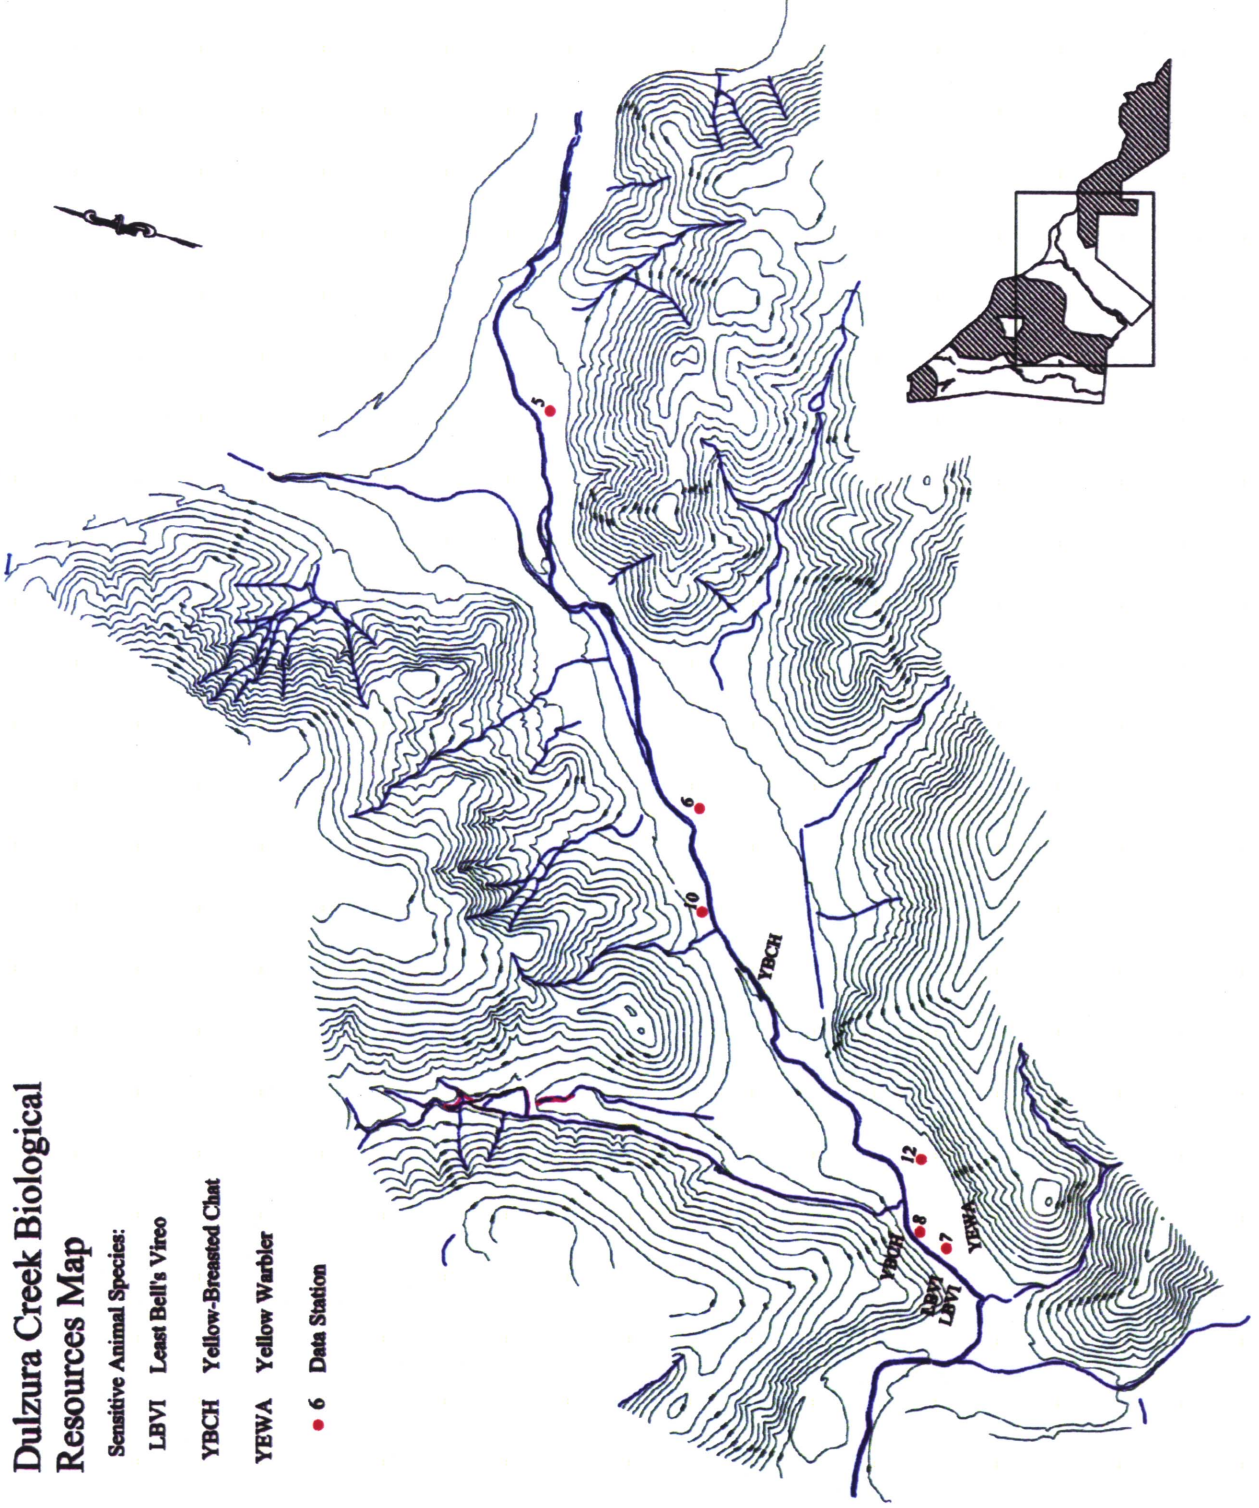 Dulzura Creek Biological
Resources Map
Sensitive Animal Species:
LBVI Least Bell's Vireo
YBCH Yellow-Breasted Chat
YEWA Yellow Warbler
6 Data Station
5
6
10
YBCH
12
8
7
YEWA
YBCH
LBVI
LBVI